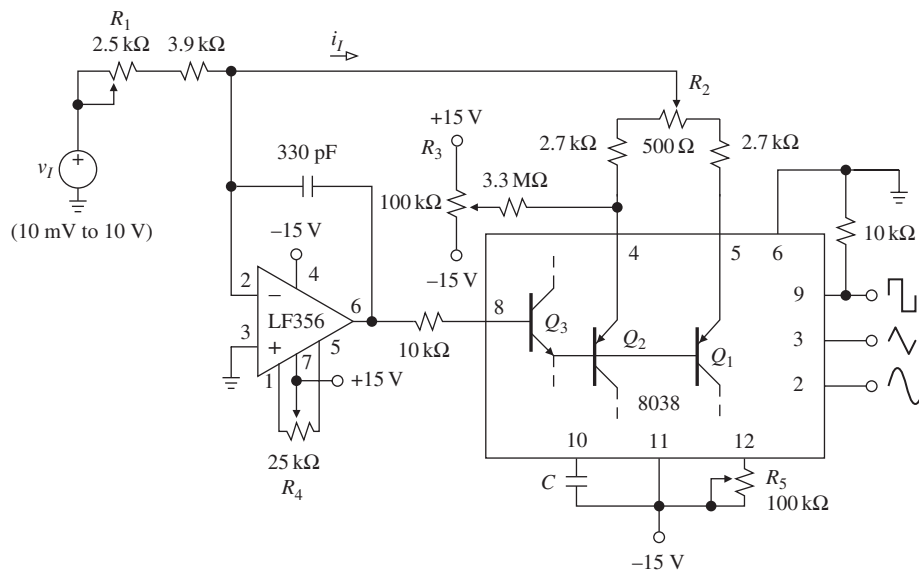 R1
2.5 kΩ
3.9 kΩ
iI
R2
+15 V
R3
2.7 kΩ
500 Ω
2.7 kΩ
330 pF
vI
+
(10 mV to 10 V)
100 kΩ
3.3 MΩ
10 kΩ
–15 V
–15 V
4
5
6
2
4
–
6
8
Q3
Q2
Q1
9
3
LF356
+
5
10 kΩ
3
1
7
+15 V
8038
2
25 kΩ
R4
10
11
12
C
R5
100 kΩ
–15 V